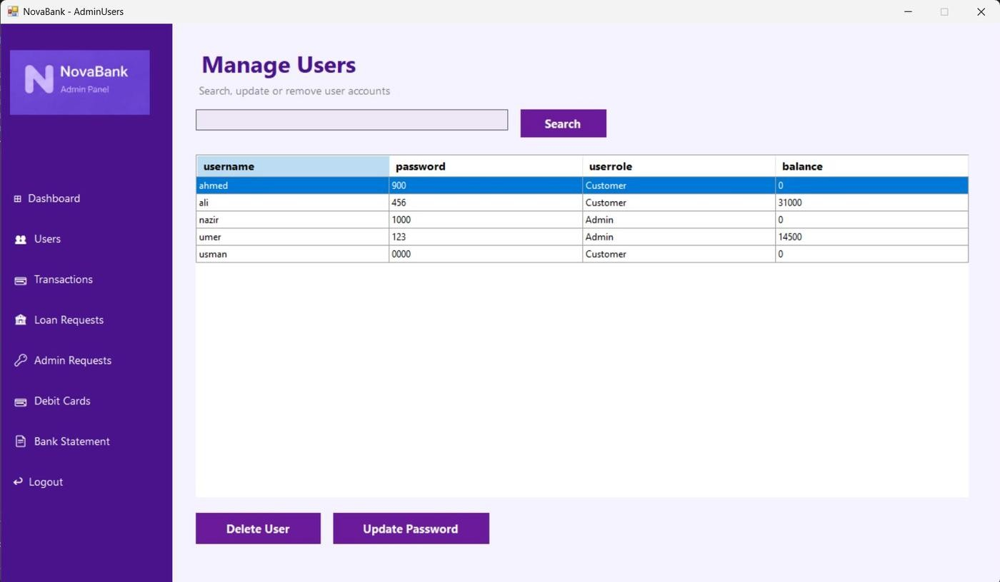 NovaBank - AdminUsers
N NovaBank
Admin Panel
Dashboard
Users
Transactions
Loan Requests
Admin Requests
Debit Cards
Bank Statement
Logout
Manage Users
Search, update or remove user accounts
Search
username password userrole balance
ahmed 900 Customer 0
ali 456 Customer 31000
nazir 1000 Admin 0
umer 123 Admin 14500
usman 0000 Customer 0
Delete User Update Password